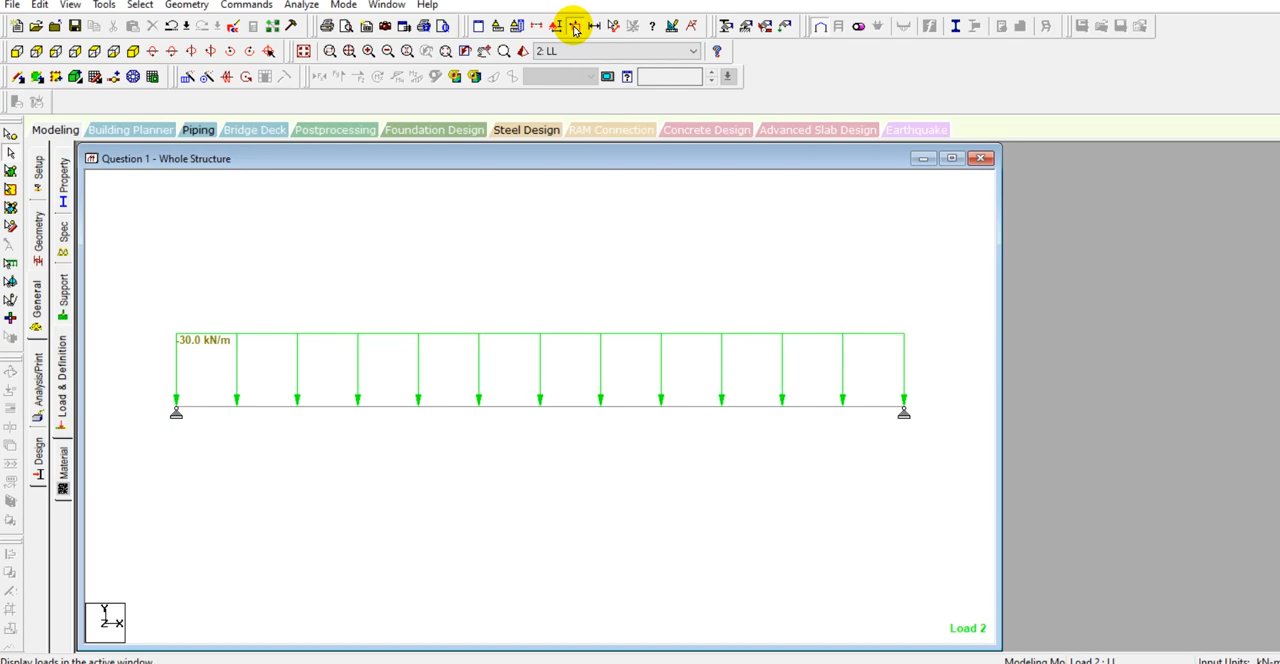 File Edit View Tools Select Geometry Commands Analyze Mode Window Help
2: LL
Modeling Building Planner Piping Bridge Deck Postprocessing Foundation Design Steel Design RAM Connection Concrete Design Advanced Slab Design Earthquake
Setup
Geometry
General
Analysis/Print
Design
Property
Spec
Support
Load & Definition
Material
Question 1 - Whole Structure
-30.0 kN/m
Y
Z X
Load 2
Display loads in the active window
Modeling Mo Load 2 : LL Input Units: kN-m